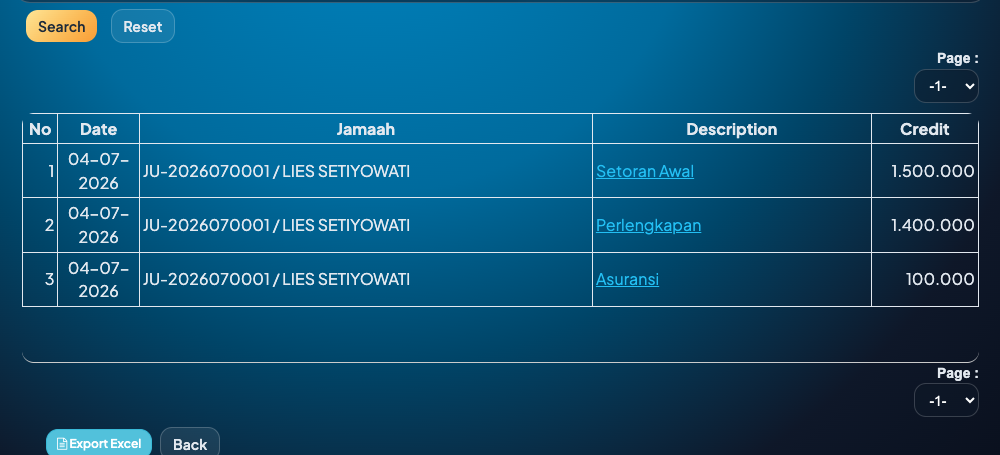 Search Reset
Page :
-1-
No Date Jamaah Description Credit
1 04-07-2026 JU-2026070001 / LIES SETIYOWATI Setoran Awal 1.500.000
2 04-07-2026 JU-2026070001 / LIES SETIYOWATI Perlengkapan 1.400.000
3 04-07-2026 JU-2026070001 / LIES SETIYOWATI Asuransi 100.000
Page :
-1-
Export Excel Back